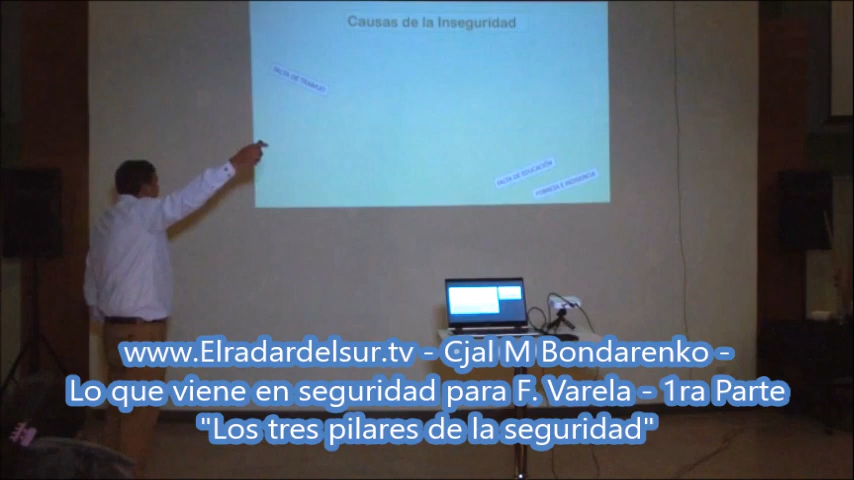 Causas de la Inseguridad
FALTA DE TRABAJO
FALTA DE EDUCACIÓN
POBREZA E INDIGENCIA
www.Elradardelsur.tv - Cjal M Bondarenko -
Lo que viene en seguridad para F. Varela - 1ra Parte
"Los tres pilares de la seguridad"